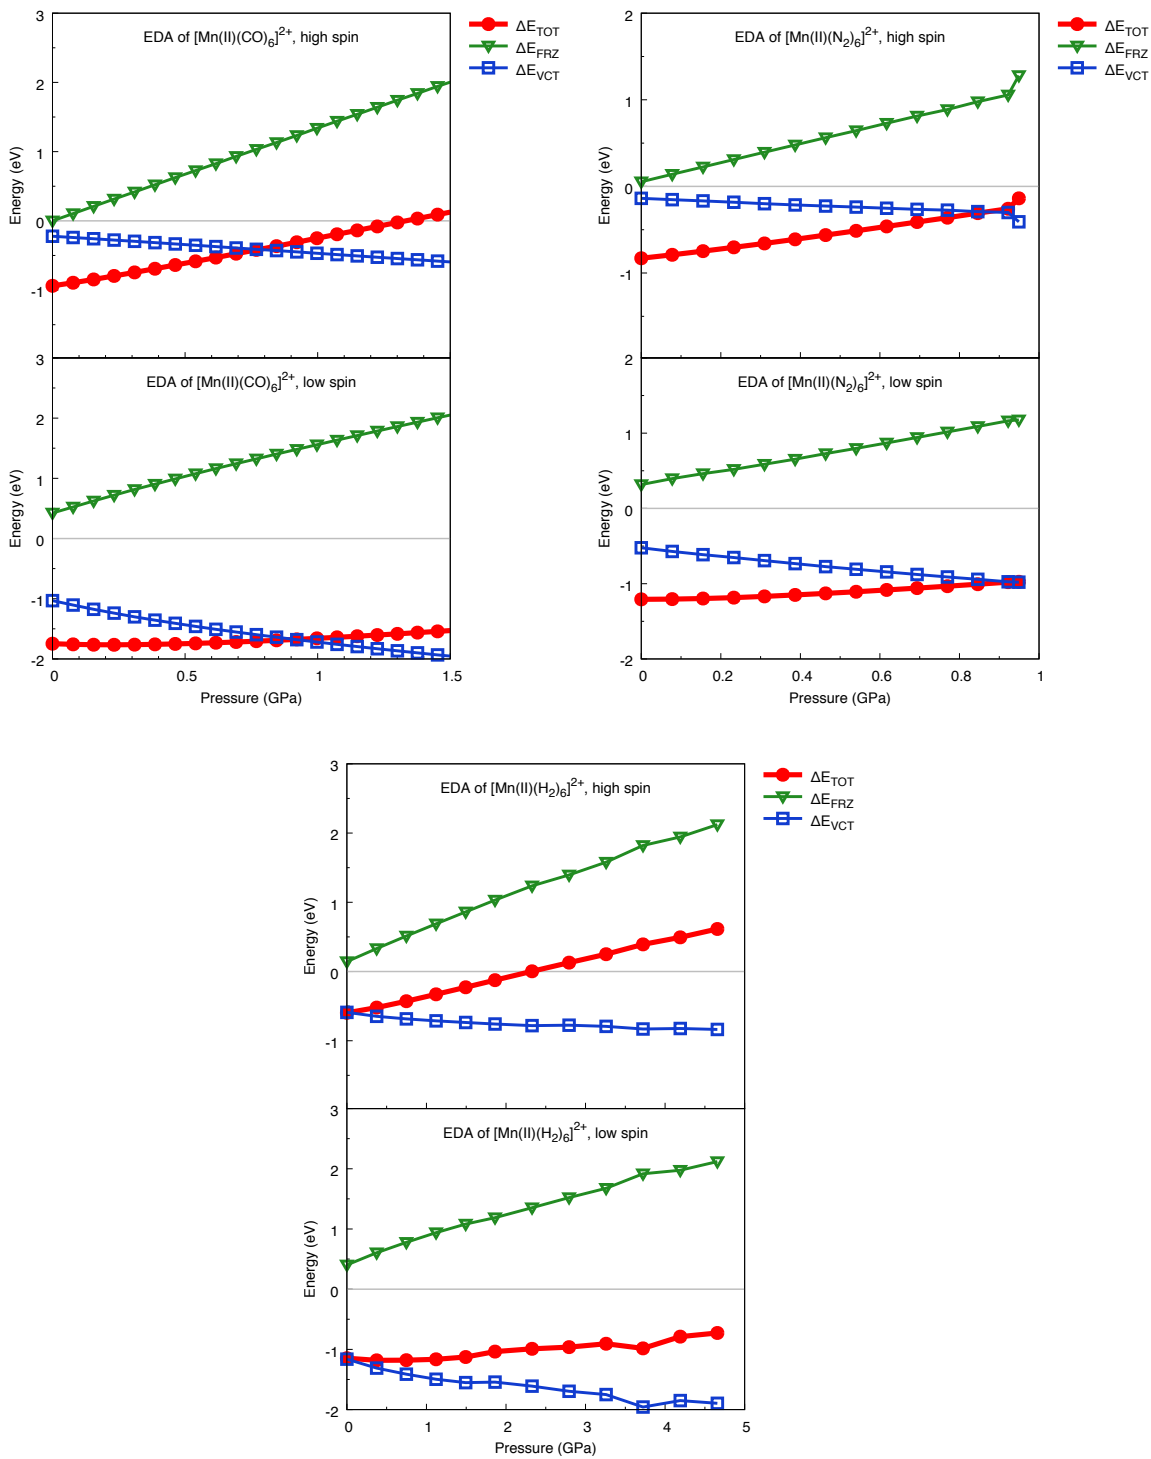 EDA of [Mn(II)(CO)6]2+, high spin
ΔETOT
ΔEFRZ
ΔEVCT
Energy (eV)
3
2
1
0
-1
3
EDA of [Mn(II)(CO)6]2+, low spin
Energy (eV)
2
1
0
-1
-2
0
0.5
1
1.5
Pressure (GPa)
EDA of [Mn(II)(N2)6]2+, high spin
ΔETOT
ΔEFRZ
ΔEVCT
Energy (eV)
2
1
0
-1
2
EDA of [Mn(II)(N2)6]2+, low spin
Energy (eV)
1
0
-1
-2
0
0.2
0.4
0.6
0.8
1
Pressure (GPa)
EDA of [Mn(II)(H2)6]2+, high spin
ΔETOT
ΔEFRZ
ΔEVCT
Energy (eV)
3
2
1
0
-1
3
EDA of [Mn(II)(H2)6]2+, low spin
Energy (eV)
2
1
0
-1
-2
0
1
2
3
4
5
Pressure (GPa)